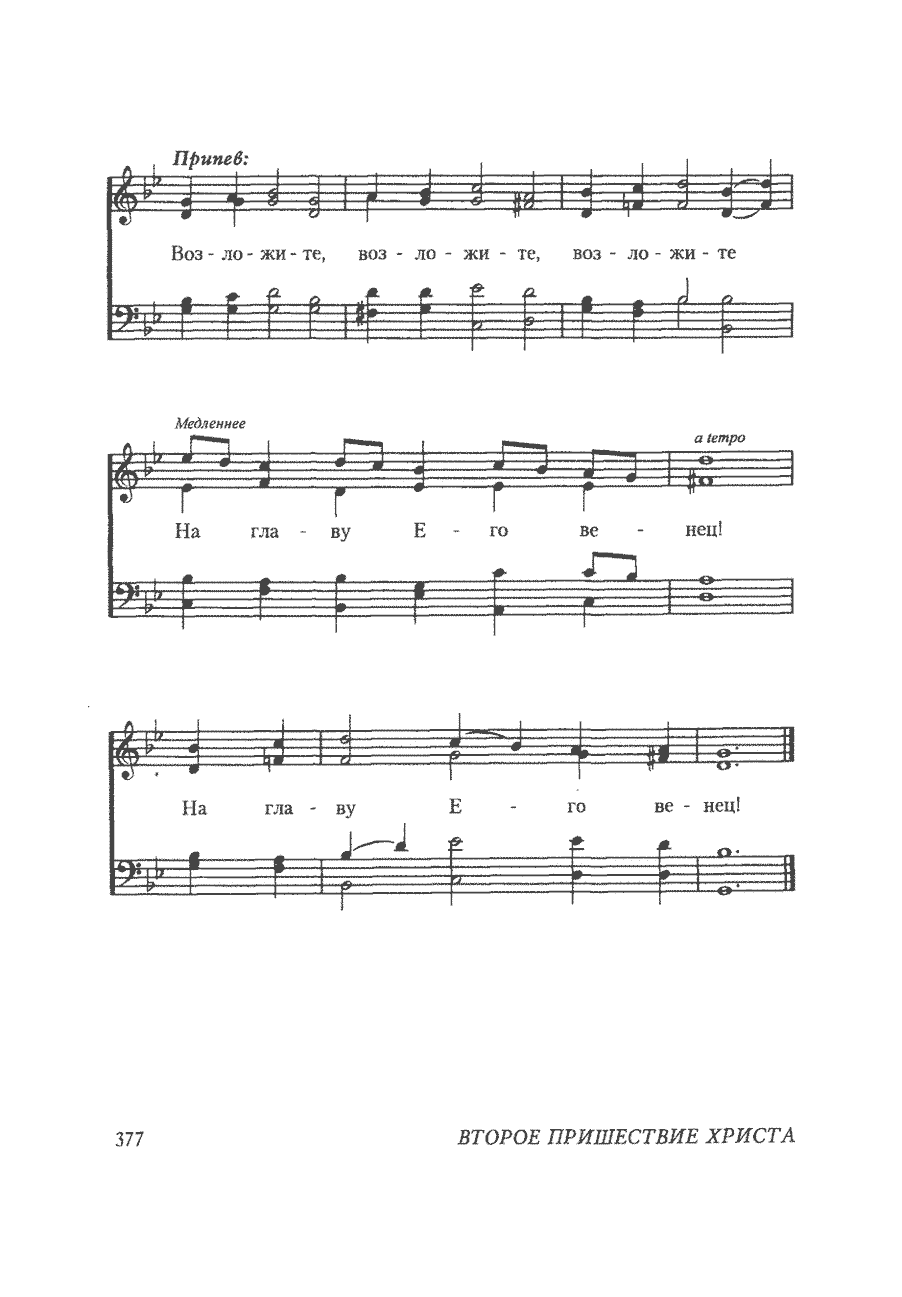 Припев:
Воз - ло - жи - те, воз - ло - жи - те, воз - ло - жи - те
Медленнее
a tempo
На гла - ву Е - го ве - нец!
На гла - ву Е - го ве - нец!
377
ВТОРОЕ ПРИШЕСТВИЕ ХРИСТА